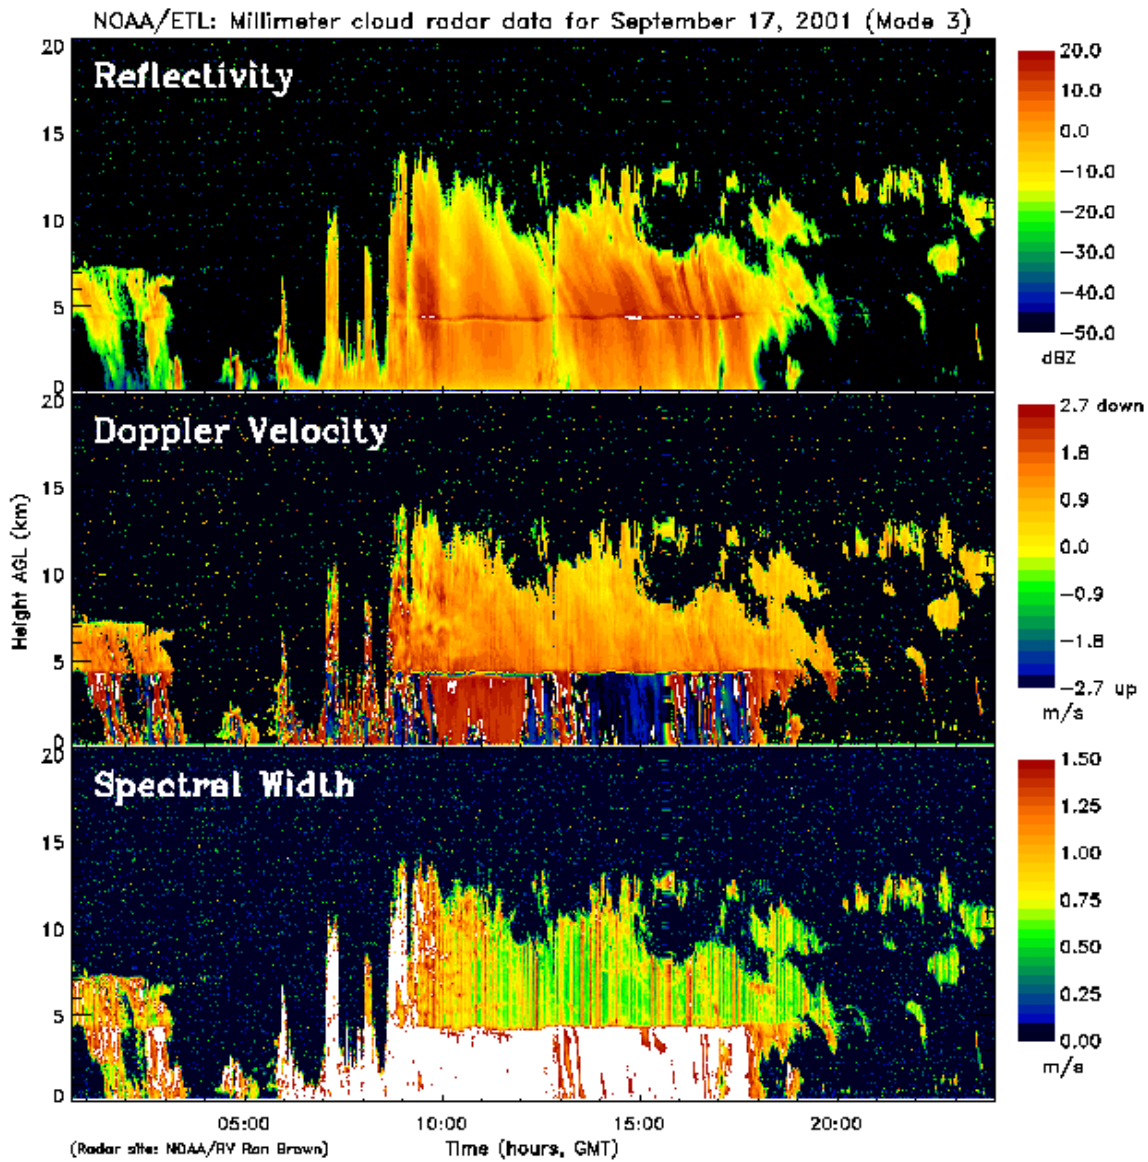 NOAA/ETL: Millimeter cloud radar data for September 17, 2001 (Mode 3)
Reflectivity
20
15
10
5
0
20.0
10.0
0.0
-10.0
-20.0
-30.0
-40.0
-50.0
dBZ
Doppler Velocity
Height AGL (km)
20
15
10
5
0
2.7 down
1.8
0.9
0.0
-0.9
-1.8
-2.7 up
m/s
Spectral Width
20
15
10
5
0
1.50
1.25
1.00
0.75
0.50
0.25
0.00
m/s
05:00 10:00 15:00 20:00
(Radar site: NOAA/RV Ron Brown)
Time (hours, GMT)